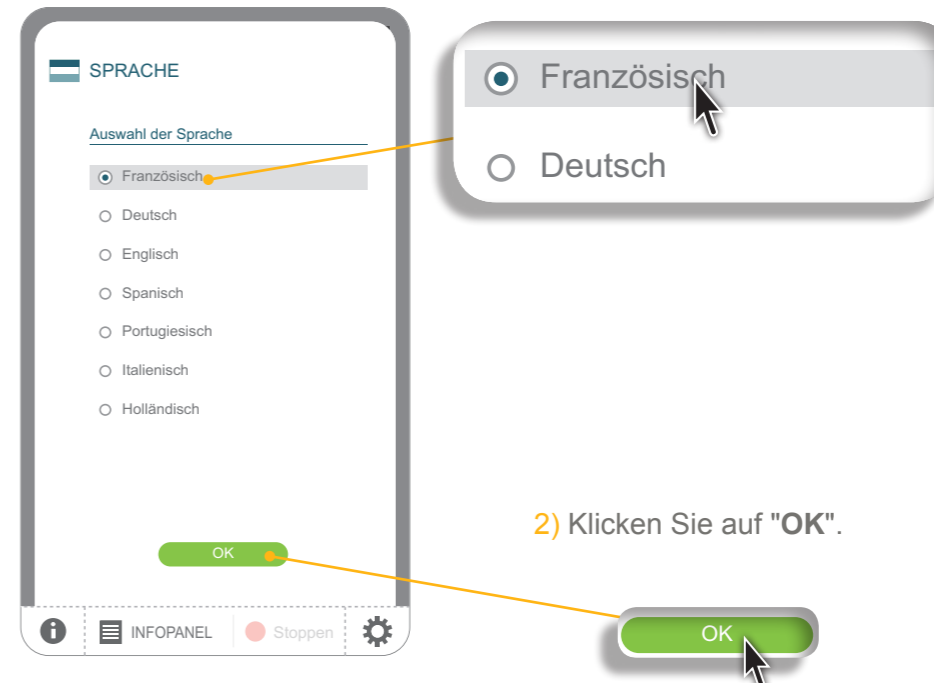 SPRACHE
Auswahl der Sprache
Französisch
Deutsch
Englisch
Spanisch
Portugiesisch
Italienisch
Holländisch
OK
INFOPANEL
Stoppen
Französisch
Deutsch
2) Klicken Sie auf "OK".
OK